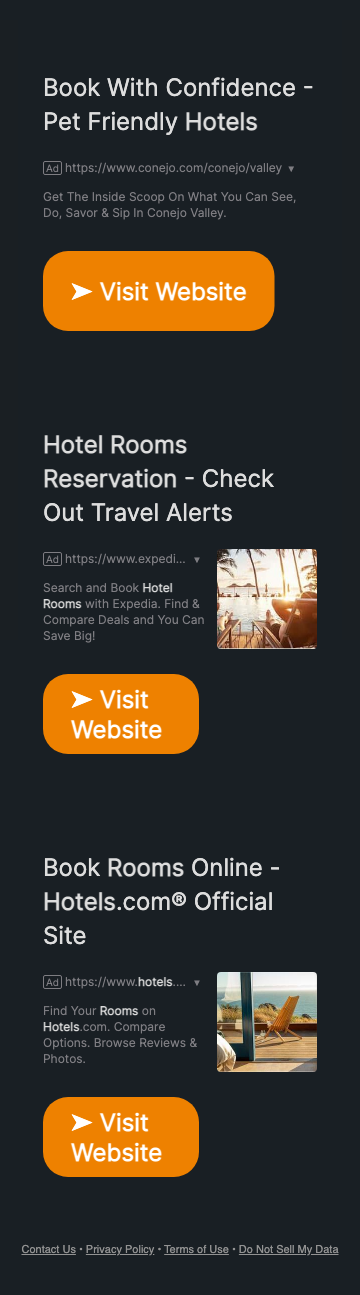 Book With Confidence -
Pet Friendly Hotels
Ad https://www.conejo.com/conejo/valley ▼
Get The Inside Scoop On What You Can See,
Do, Savor & Sip In Conejo Valley.
➤ Visit Website
Hotel Rooms
Reservation - Check
Out Travel Alerts
Ad https://www.expedi... ▼
Search and Book Hotel
Rooms with Expedia. Find &
Compare Deals and You Can
Save Big!
➤ Visit
Website
Book Rooms Online -
Hotels.com® Official
Site
Ad https://www.hotels.... ▼
Find Your Rooms on
Hotels.com. Compare
Options. Browse Reviews &
Photos.
➤ Visit
Website
Contact Us • Privacy Policy • Terms of Use • Do Not Sell My Data